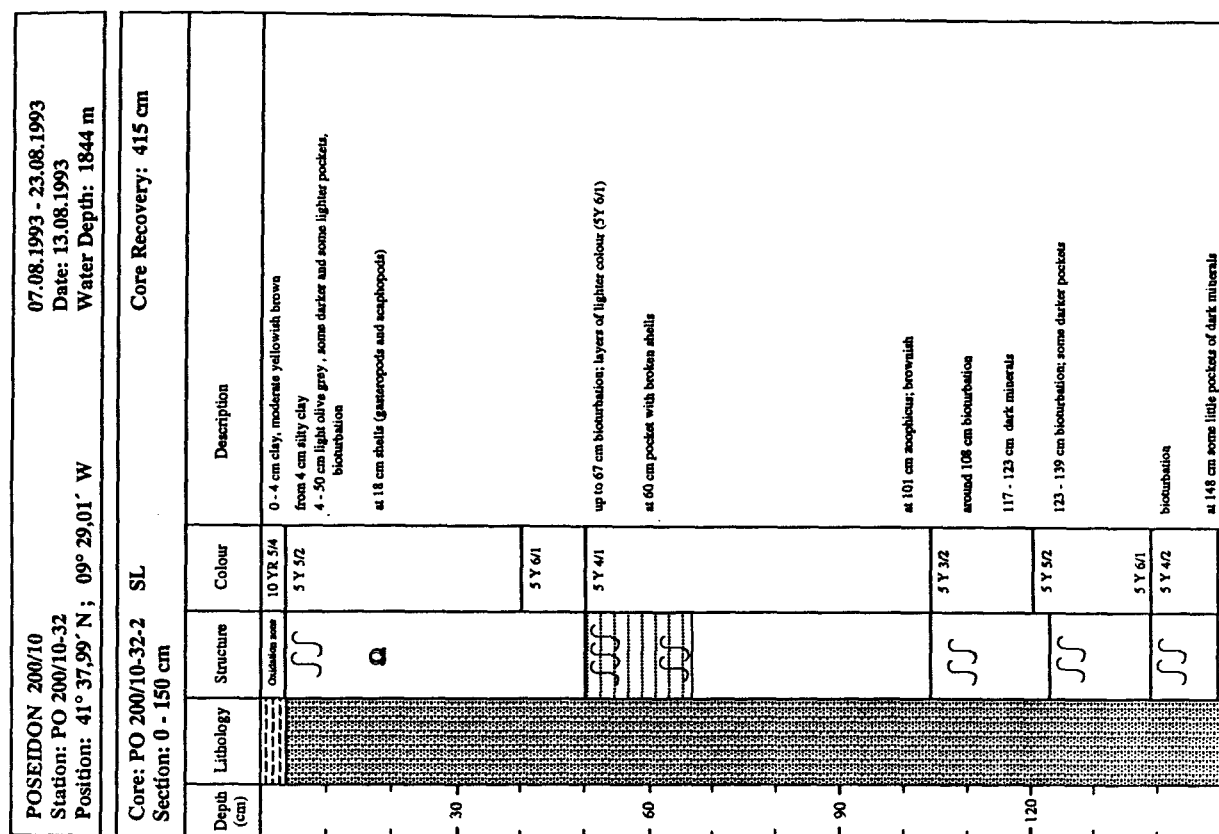 POSEIDON 200/10
07.08.1993 - 23.08.1993
Station: PO 200/10-32
Date: 13.08.1993
Position: 41° 37,99´ N ; 09° 29,01´ W
Water Depth: 1844 m
Core: PO 200/10-32-2 SL
Core Recovery: 415 cm
Section: 0 - 150 cm
Depth (cm)
Lithology
Structure
Colour
Description
Oxidation zone
10 YR 5/4
0 - 4 cm clay, moderate yellowish brown
5 Y 5/2
from 4 cm silty clay
4 - 50 cm light olive grey , some darker and some lighter pockets,
bioturbation
at 18 cm shells (gasteropods and scaphopods)
30
5 Y 6/1
5 Y 4/1
up to 67 cm bioturbation; layers of lighter colour (5Y 6/1)
60
at 60 cm pocket with broken shells
90
at 101 cm zoophicus; brownish
5 Y 3/2
around 108 cm bioturbation
117 - 123 cm dark minerals
120
5 Y 5/2
123 - 139 cm bioturbation; some darker pockets
5 Y 6/1
5 Y 4/2
bioturbation
at 148 cm some little pockets of dark minerals